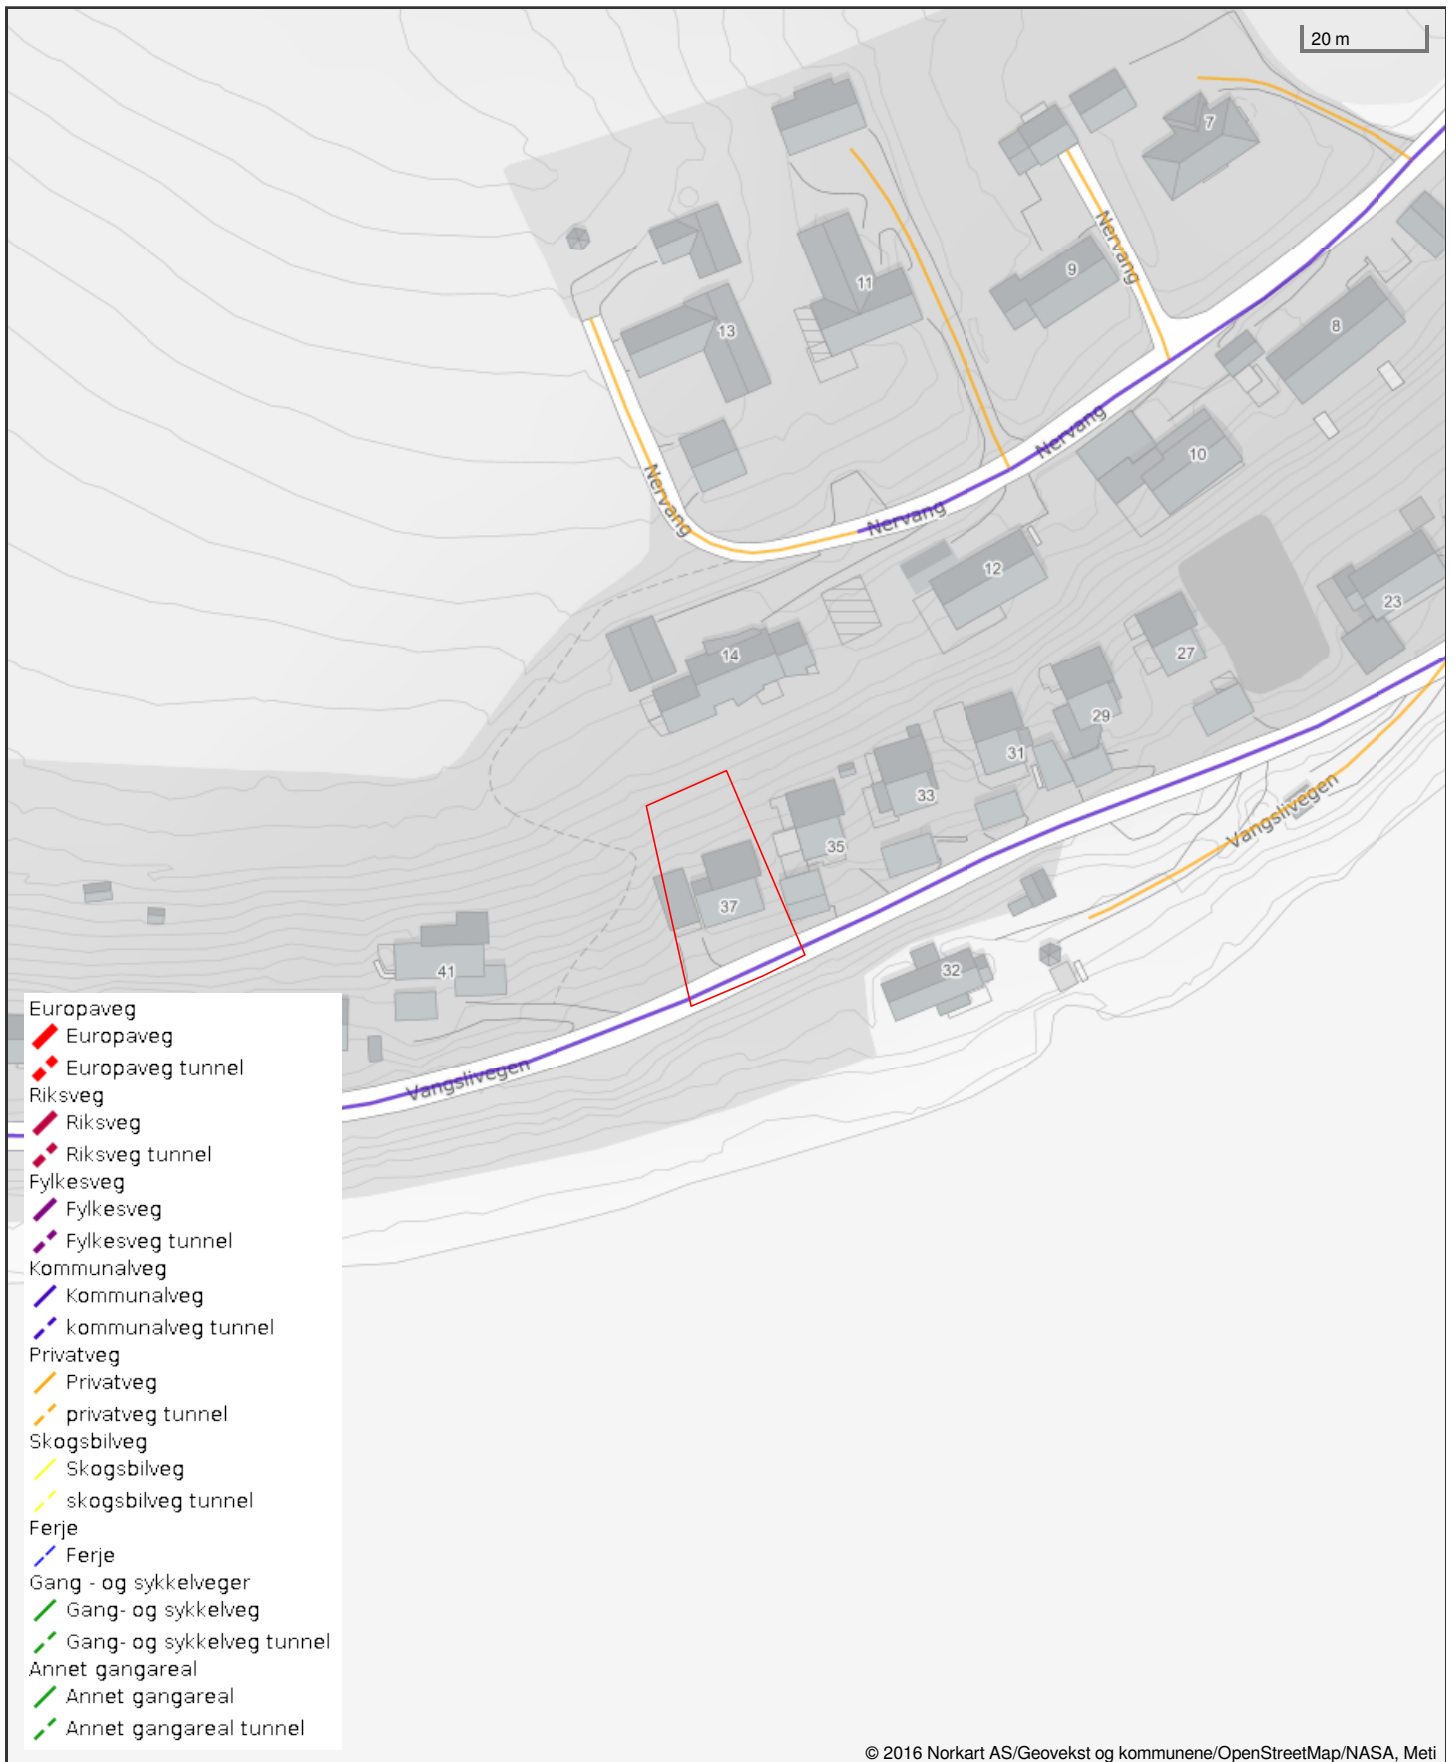 20 m
7
Nervang
9
11
8
13
Nervang
10
Nervang
Nervang
12
23
14
27
29
31
33
Vangslivegen
35
37
32
41
Vangslivegen
Europaveg
Europaveg
Europaveg tunnel
Riksveg
Riksveg
Riksveg tunnel
Fylkesveg
Fylkesveg
Fylkesveg tunnel
Kommunalveg
Kommunalveg
kommunalveg tunnel
Privatveg
Privatveg
privatveg tunnel
Skogsbilveg
Skogsbilveg
skogsbilveg tunnel
Ferje
Ferje
Gang - og sykkelveger
Gang- og sykkelveg
Gang- og sykkelveg tunnel
Annet gangareal
Annet gangareal
Annet gangareal tunnel
© 2016 Norkart AS/Geovekst og kommunene/OpenStreetMap/NASA, Meti